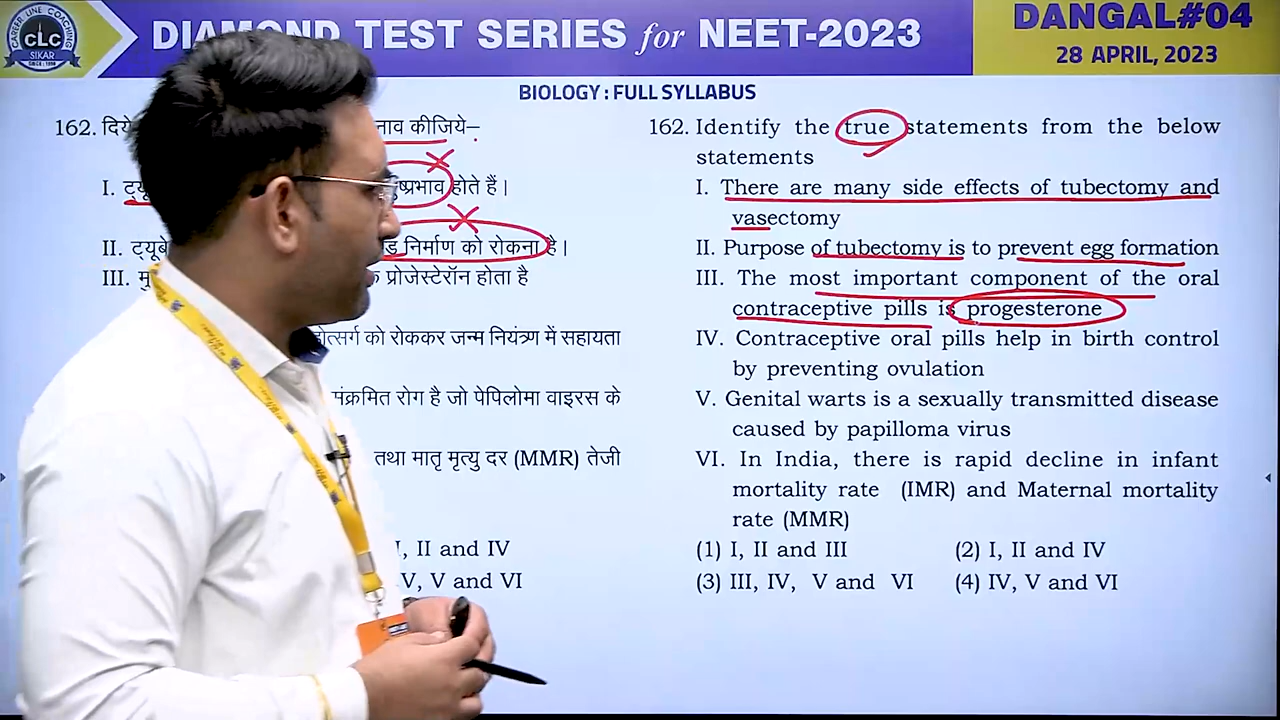 CAREER LINE COACHING
CLC
SIKAR
SINCE : 1996
DIAMOND TEST SERIES for NEET-2023
DANGAL#04
28 APRIL, 2023
BIOLOGY : FULL SYLLABUS
162. कीजिये–
I. होते हैं।
II. निर्माण को रोकना है।
III. प्रोजेस्टेरॉन होता है
को रोककर जन्म नियंत्रण में सहायता
रोग है जो पेपिलोमा वाइरस के
तथा मातृ मृत्यु दर (MMR) तेजी
II and IV
V and VI
162. Identify the true statements from the below
statements
I. There are many side effects of tubectomy and
vasectomy
II. Purpose of tubectomy is to prevent egg formation
III. The most important component of the oral
contraceptive pills is progesterone
IV. Contraceptive oral pills help in birth control
by preventing ovulation
V. Genital warts is a sexually transmitted disease
caused by papilloma virus
VI. In India, there is rapid decline in infant
mortality rate (IMR) and Maternal mortality
rate (MMR)
(1) I, II and III (2) I, II and IV
(3) III, IV, V and VI (4) IV, V and VI